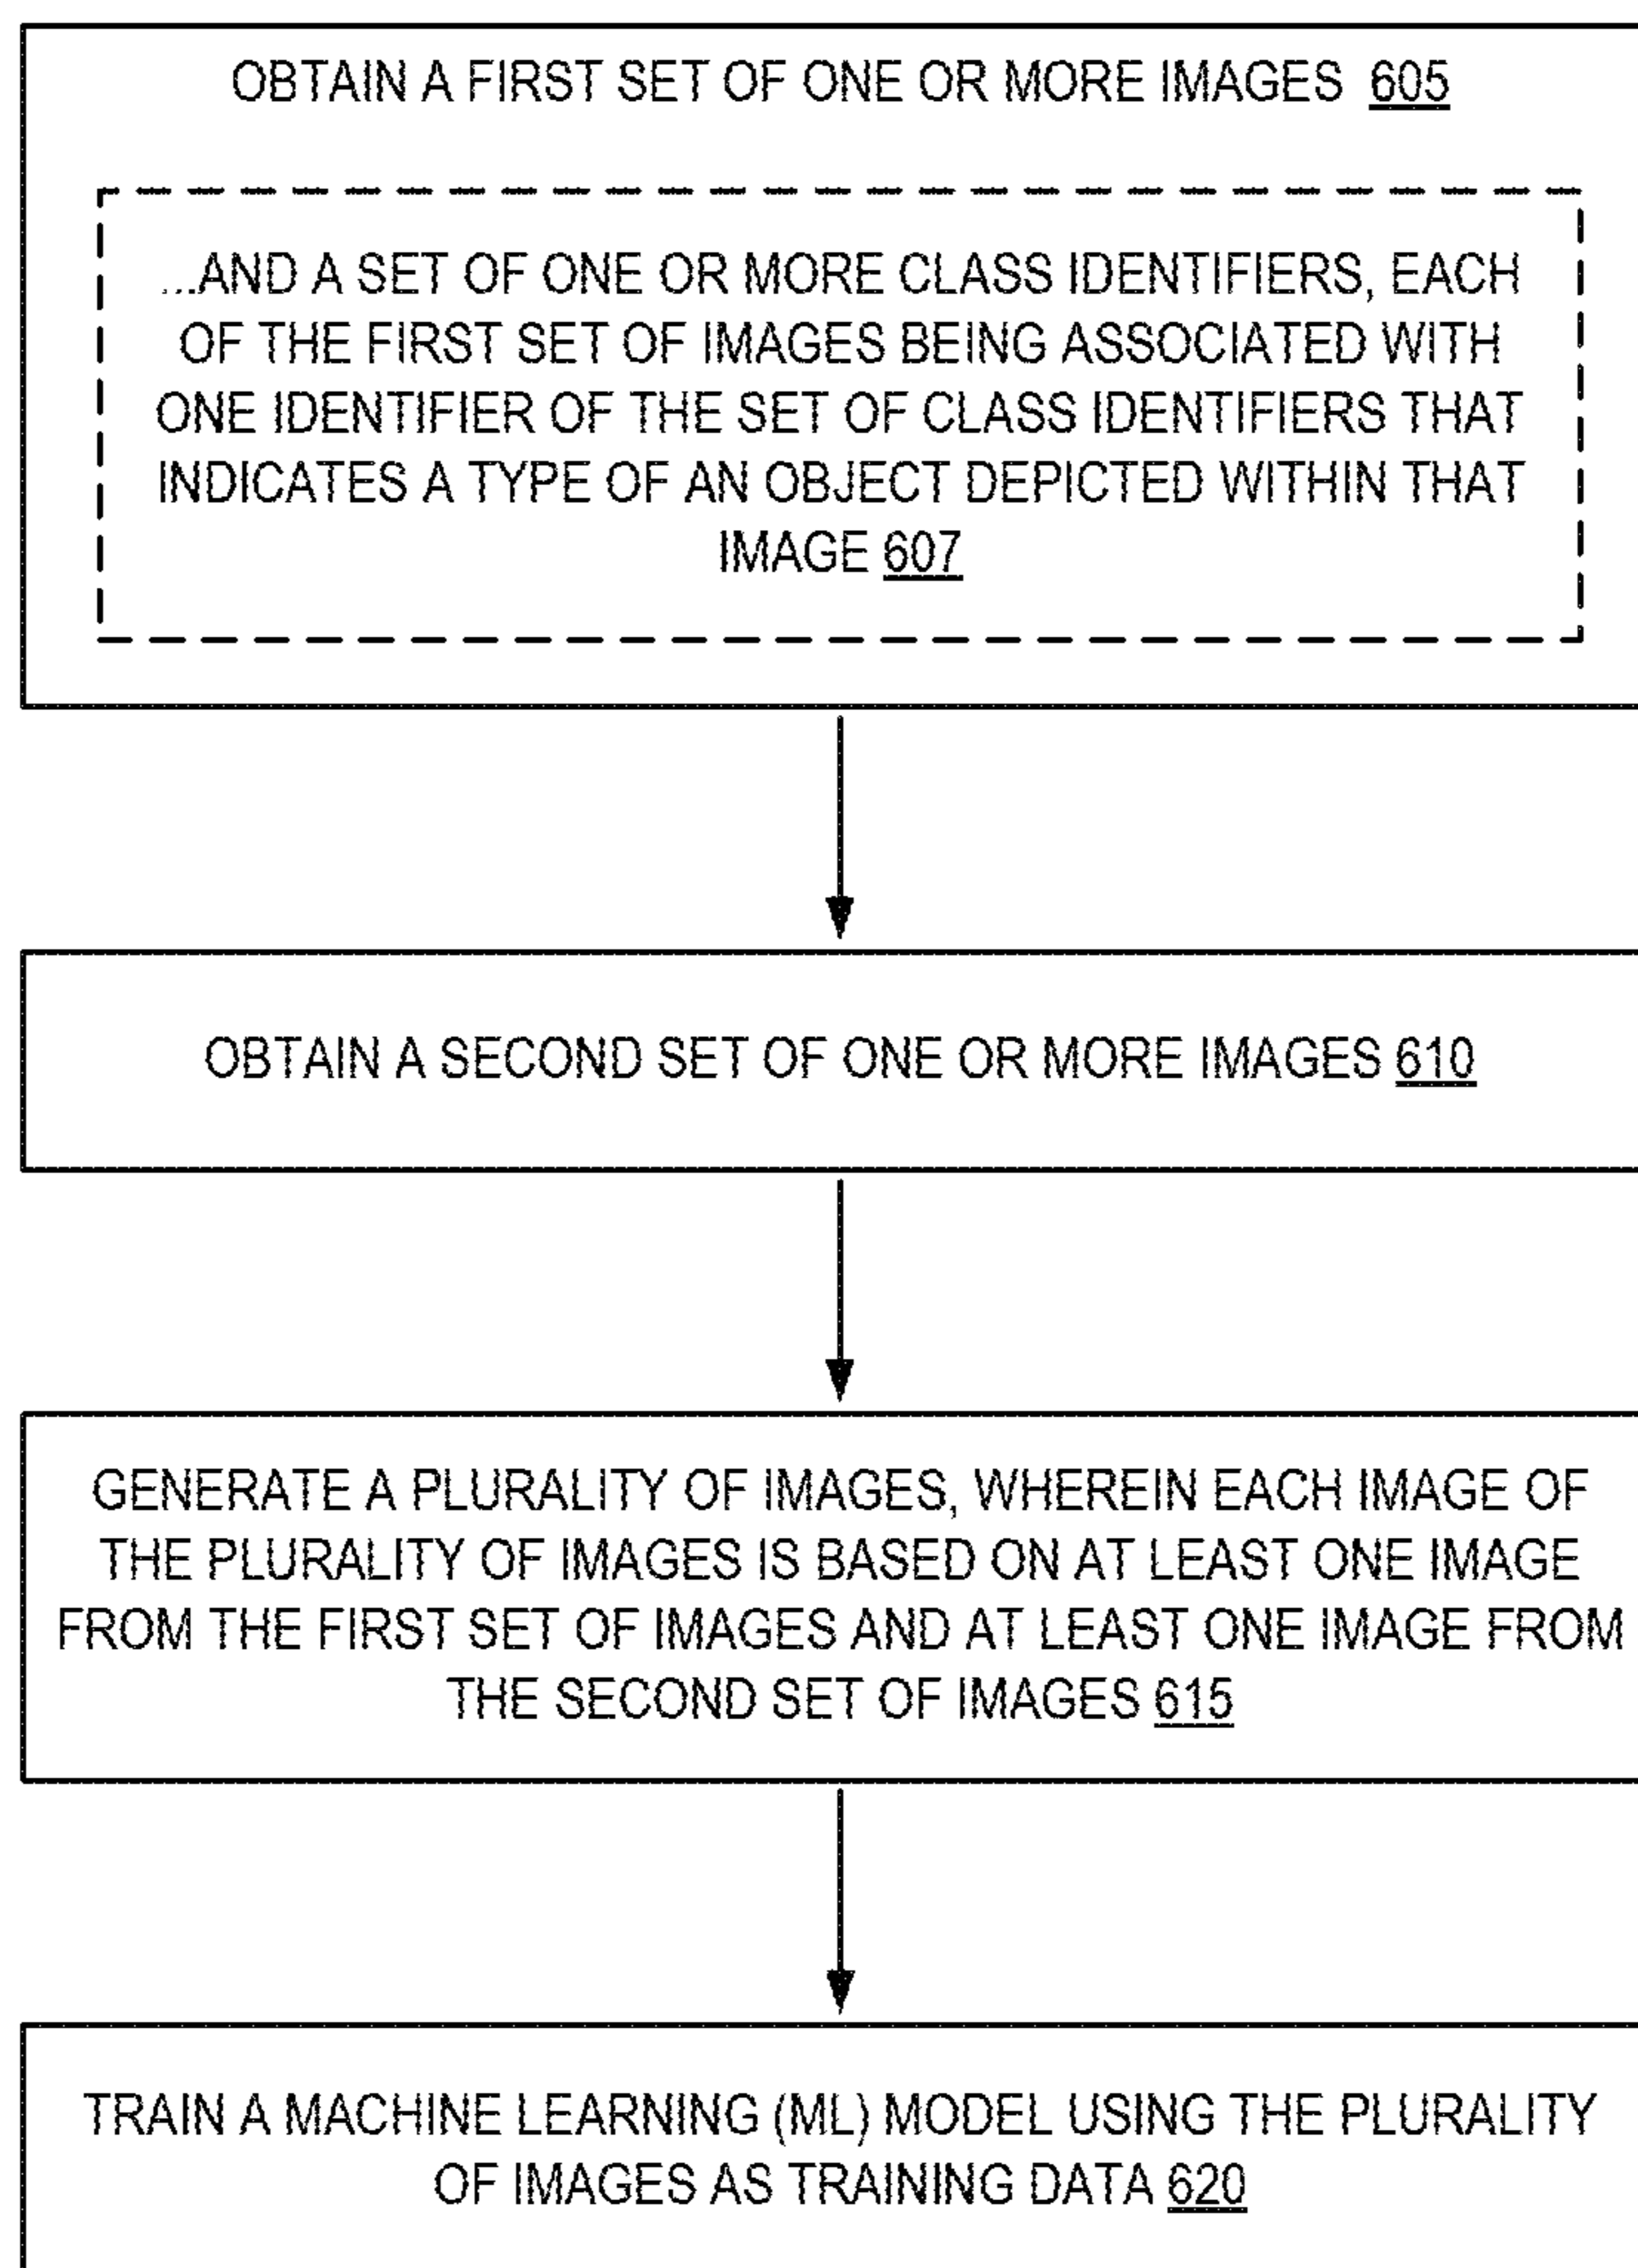 OBTAIN A FIRST SET OF ONE OR MORE IMAGES 605
...AND A SET OF ONE OR MORE CLASS IDENTIFIERS, EACH
OF THE FIRST SET OF IMAGES BEING ASSOCIATED WITH
ONE IDENTIFIER OF THE SET OF CLASS IDENTIFIERS THAT
INDICATES A TYPE OF AN OBJECT DEPICTED WITHIN THAT
IMAGE 607
OBTAIN A SECOND SET OF ONE OR MORE IMAGES 610
GENERATE A PLURALITY OF IMAGES, WHEREIN EACH IMAGE OF
THE PLURALITY OF IMAGES IS BASED ON AT LEAST ONE IMAGE
FROM THE FIRST SET OF IMAGES AND AT LEAST ONE IMAGE FROM
THE SECOND SET OF IMAGES 615
TRAIN A MACHINE LEARNING (ML) MODEL USING THE PLURALITY
OF IMAGES AS TRAINING DATA 620